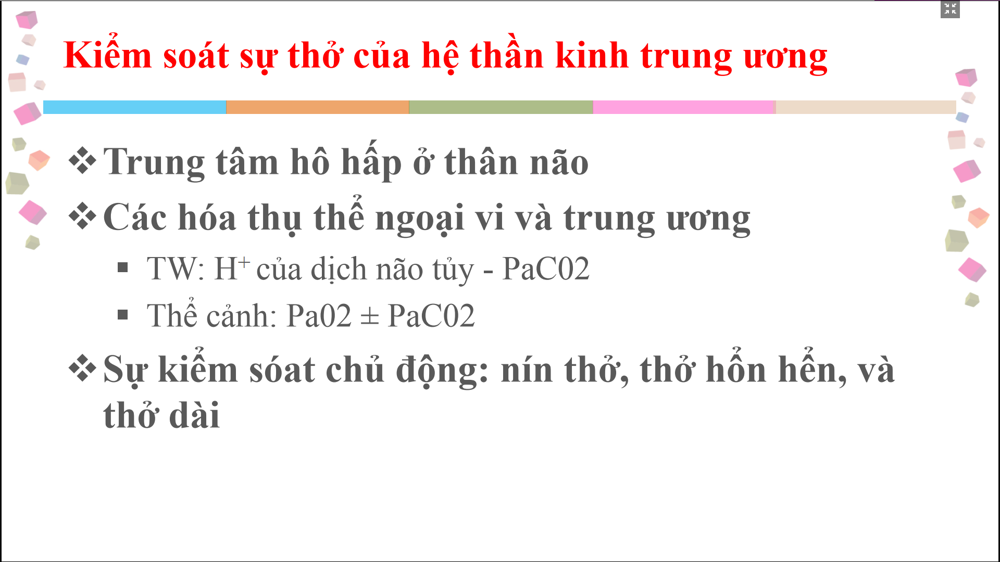 Kiểm soát sự thở của hệ thần kinh trung ương
❖ Trung tâm hô hấp ở thân não
❖ Các hóa thụ thể ngoại vi và trung ương
▪ TW: H⁺ của dịch não tủy - PaC02
▪ Thể cảnh: Pa02 ± PaC02
❖ Sự kiểm sóat chủ động: nín thở, thở hổn hển, và
thở dài